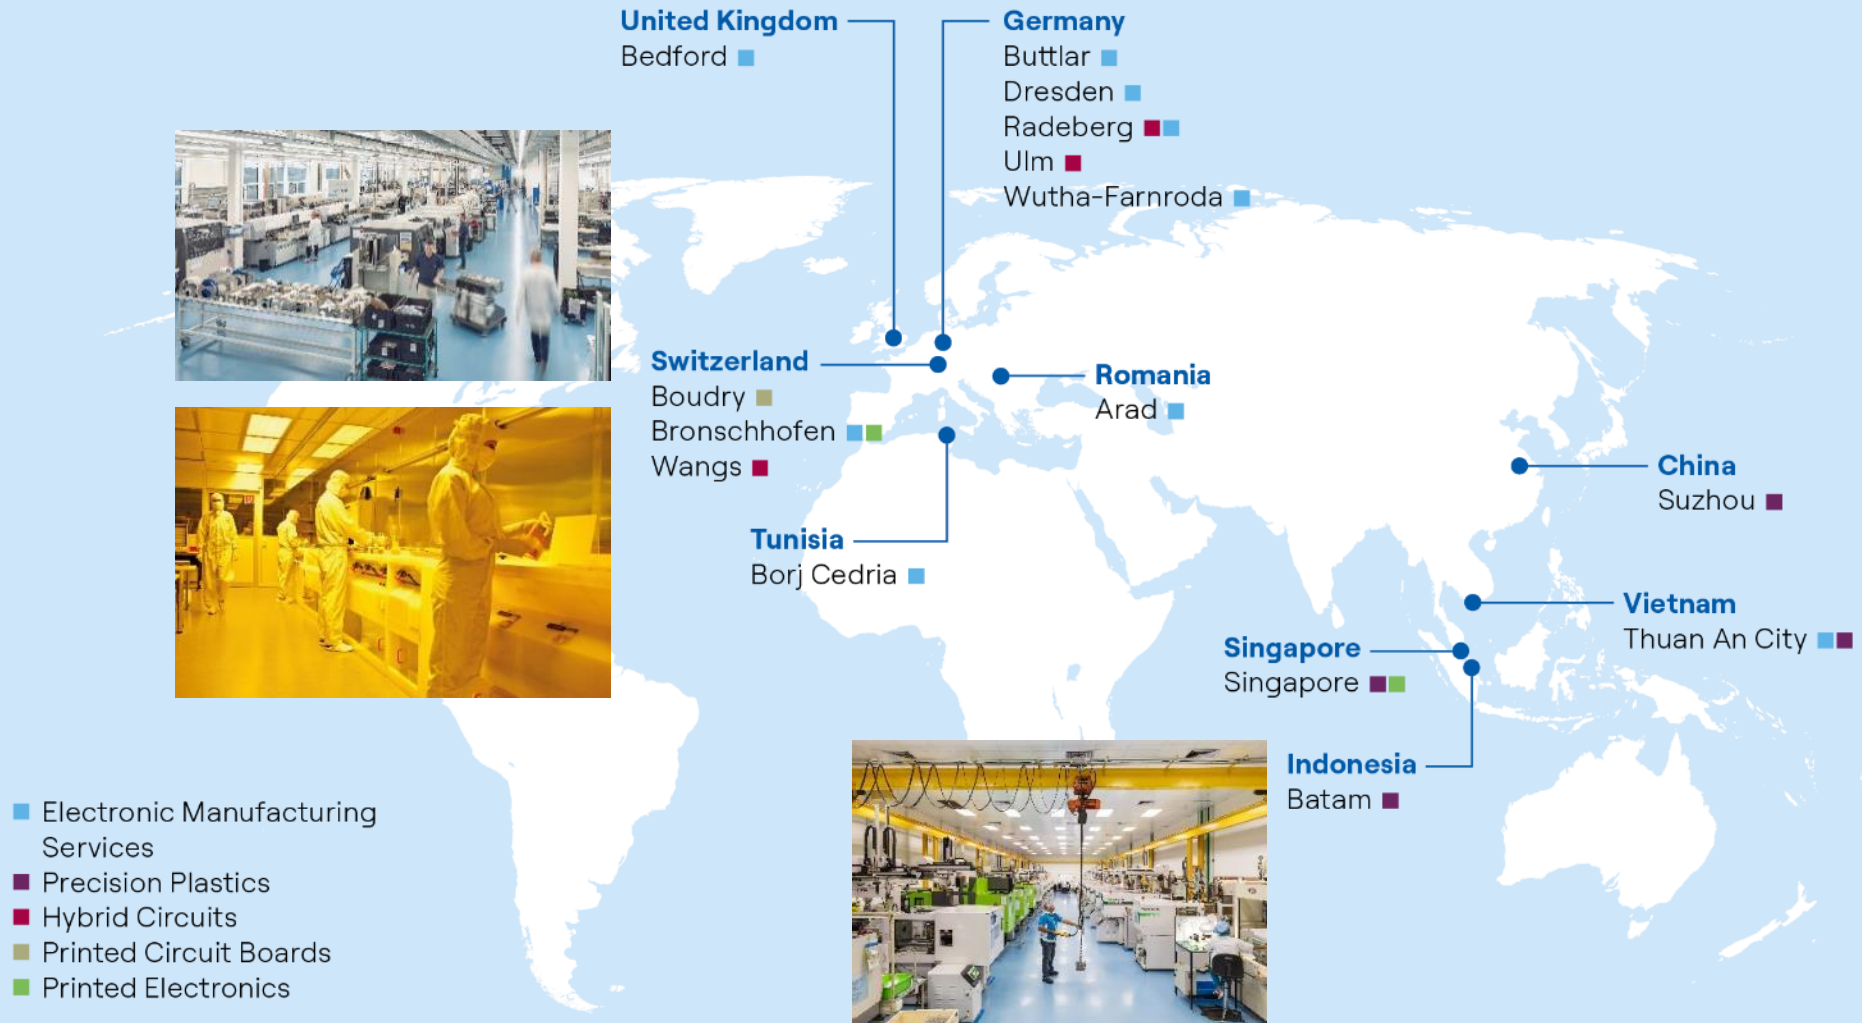 United Kingdom
Bedford
Germany
Buttlar
Dresden
Radeberg
Ulm
Wutha-Farnroda
Switzerland
Boudry
Bronschhofen
Wangs
Romania
Arad
Tunisia
Borj Cedria
China
Suzhou
Vietnam
Thuan An City
Singapore
Singapore
Indonesia
Batam
Electronic Manufacturing
Services
Precision Plastics
Hybrid Circuits
Printed Circuit Boards
Printed Electronics